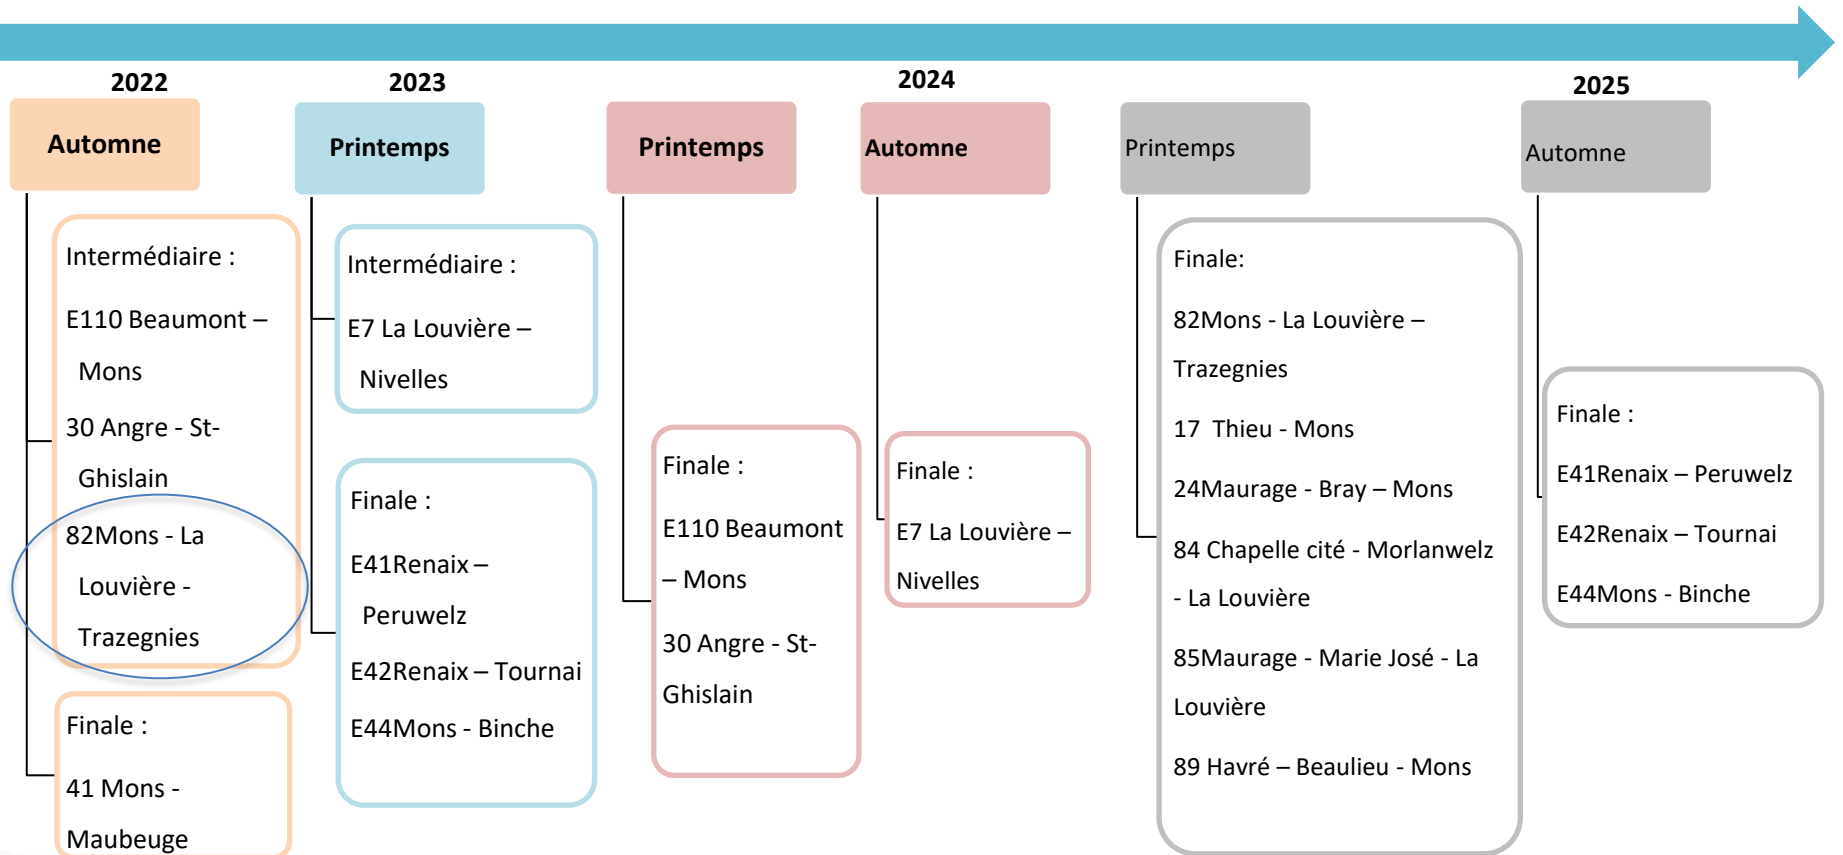 2022
2023
2024
2025
Automne
Printemps
Printemps
Automne
Printemps
Automne
Intermédiaire :
E110 Beaumont –
Mons
30 Angre - St-
Ghislain
82Mons - La
Louvière -
Trazegnies
Finale :
41 Mons -
Maubeuge
Intermédiaire :
E7 La Louvière –
Nivelles
Finale :
E41Renaix –
Peruwelz
E42Renaix – Tournai
E44Mons - Binche
Finale :
E110 Beaumont
– Mons
30 Angre - St-
Ghislain
Finale :
E7 La Louvière –
Nivelles
Finale:
82Mons - La Louvière –
Trazegnies
17 Thieu - Mons
24Maurage - Bray – Mons
84 Chapelle cité - Morlanwelz
- La Louvière
85Maurage - Marie José - La
Louvière
89 Havré – Beaulieu - Mons
Finale :
E41Renaix – Peruwelz
E42Renaix – Tournai
E44Mons - Binche